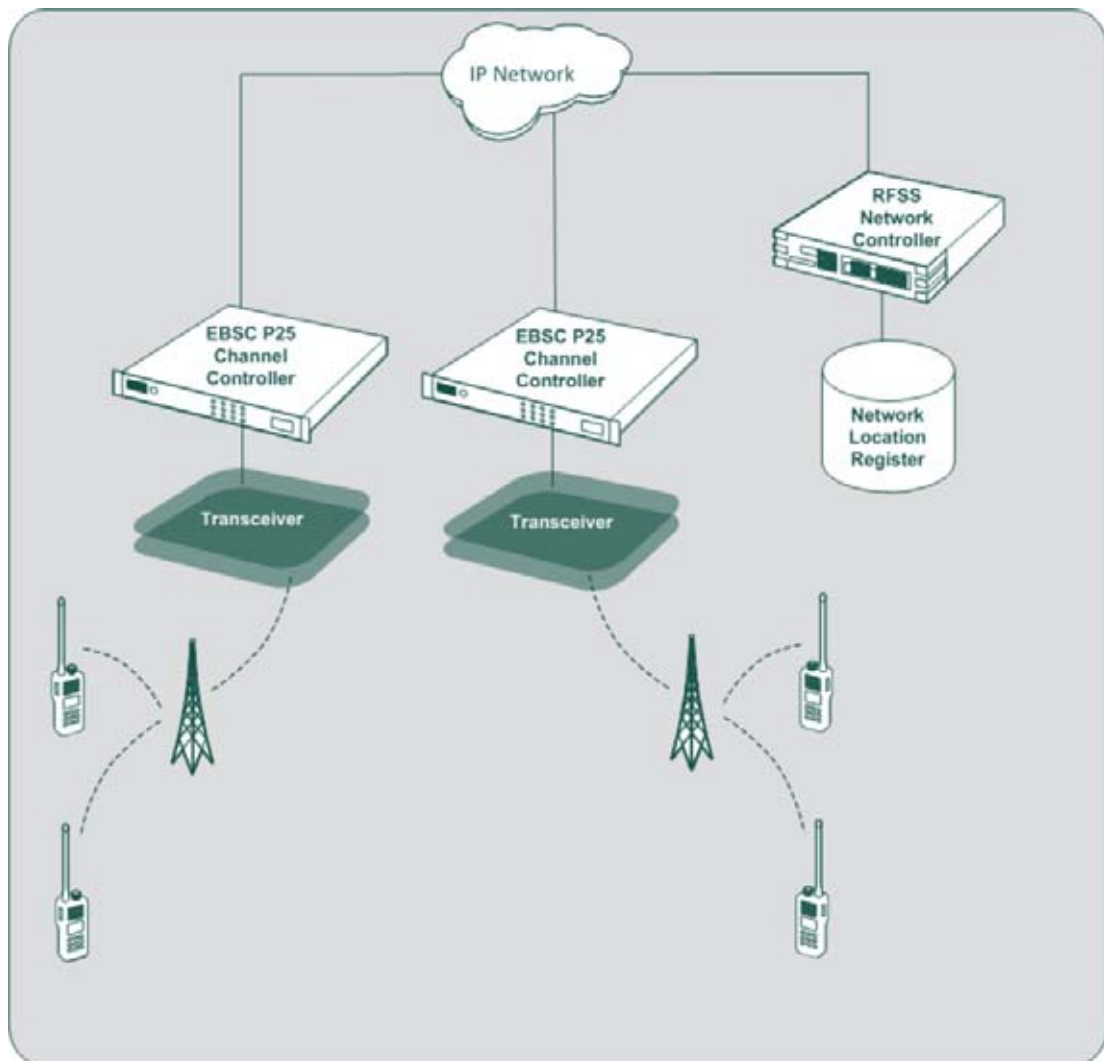 IP Network
RFSS
Network
Controller
EBSC P25
Channel
Controller
EBSC P25
Channel
Controller
Network
Location
Register
Transceiver
Transceiver